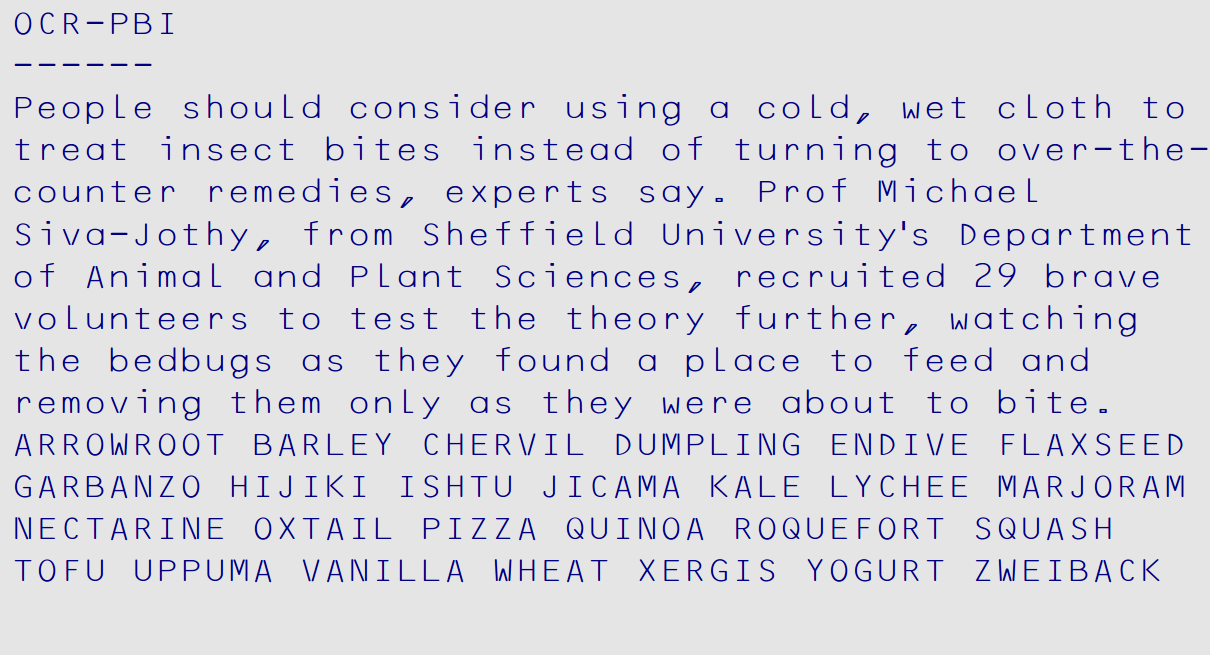 OCR-PBI
------
People should consider using a cold, wet cloth to
treat insect bites instead of turning to over-the-
counter remedies, experts say. Prof Michael
Siva-Jothy, from Sheffield University's Department
of Animal and Plant Sciences, recruited 29 brave
volunteers to test the theory further, watching
the bedbugs as they found a place to feed and
removing them only as they were about to bite.
ARROWROOT BARLEY CHERVIL DUMPLING ENDIVE FLAXSEED
GARBANZO HIJIKI ISHTU JICAMA KALE LYCHEE MARJORAM
NECTARINE OXTAIL PIZZA QUINOA ROQUEFORT SQUASH
TOFU UPPUMA VANILLA WHEAT XERGIS YOGURT ZWEIBACK